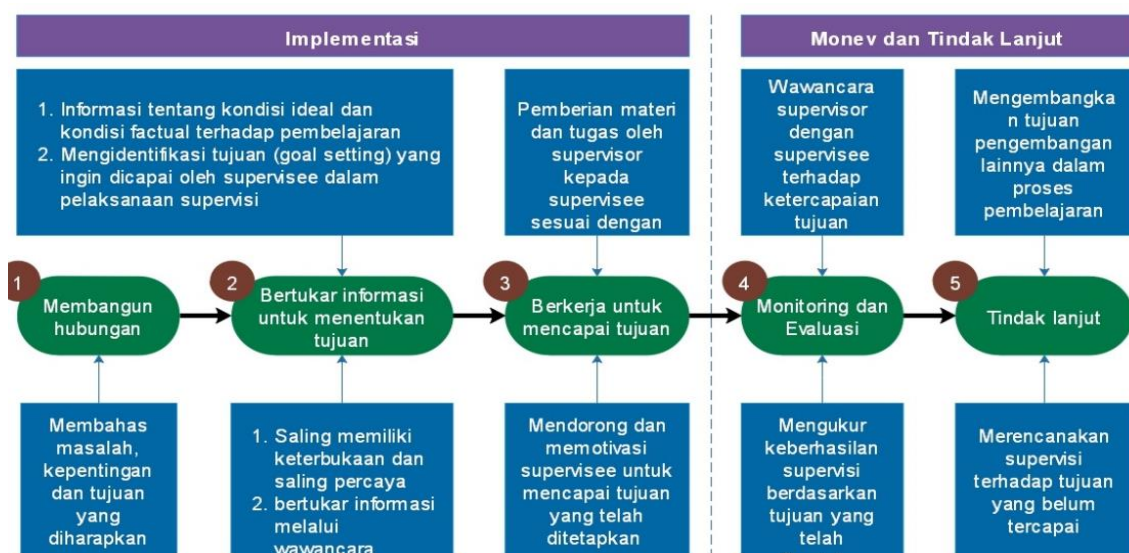 Implementasi
Monev dan Tindak Lanjut
1. Informasi tentang kondisi ideal dan
kondisi factual terhadap pembelajaran
2. Mengidentifikasi tujuan (goal setting) yang
ingin dicapai oleh supervisee dalam
pelaksanaan supervisi
Pemberian materi
dan tugas oleh
supervisor
kepada
supervisee
sesuai dengan
Wawancara
supervisor
dengan
supervisee
terhadap
ketercapaian
tujuan
Mengembangka
n tujuan
pengembangan
lainnya dalam
proses
pembelajaran
1
Membangun
hubungan
2
Bertukar informasi
untuk menentukan
tujuan
3
Berkerja untuk
mencapai tujuan
4
Monitoring dan
Evaluasi
5
Tindak lanjut
Membahas
masalah,
kepentingan
dan tujuan
yang
diharapkan
1. Saling memiliki
keterbukaan dan
saling percaya
2. bertukar informasi
melalui
wawancara
Mendorong dan
memotivasi
supervisee untuk
mencapai tujuan
yang telah
ditetapkan
Mengukur
keberhasilan
supervisi
berdasarkan
tujuan yang
telah
Merencanakan
supervisi
terhadap tujuan
yang belum
tercapai